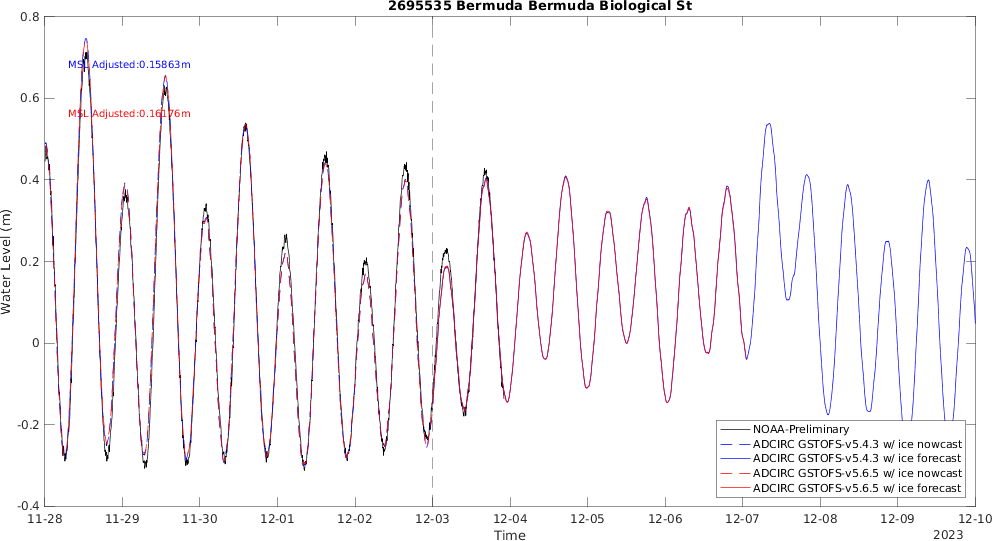 2695535 Bermuda Bermuda Biological St
0.8
MSL Adjusted:0.15863m
0.6
MSL Adjusted:0.16176m
0.4
0.2
0
-0.2
-0.4
Water Level (m)
NOAA-Preliminary
ADCIRC GSTOFS-v5.4.3 w/ ice nowcast
ADCIRC GSTOFS-v5.4.3 w/ ice forecast
ADCIRC GSTOFS-v5.6.5 w/ ice nowcast
ADCIRC GSTOFS-v5.6.5 w/ ice forecast
11-28 11-29 11-30 12-01 12-02 12-03 12-04 12-05 12-06 12-07 12-08 12-09 12-10
Time
2023